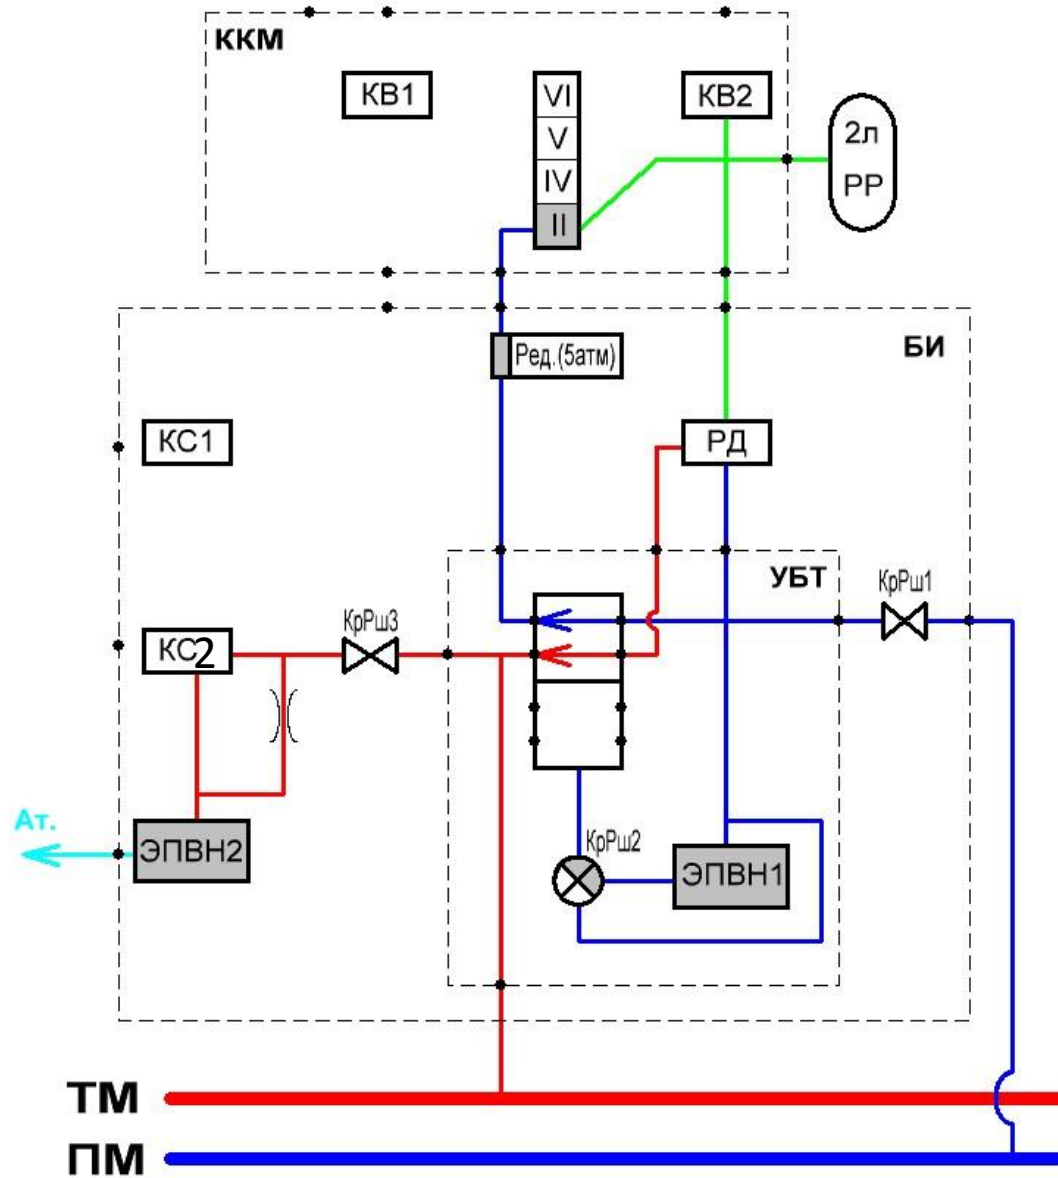 ККМ
КВ1
VI
V
IV
II
КВ2
2л
РР
БИ
Ред.(5атм)
КС1
РД
УБТ
КрРш1
КрРш3
КС2
Ат.
ЭПВН2
КрРш2
ЭПВН1
ТМ
ПМ